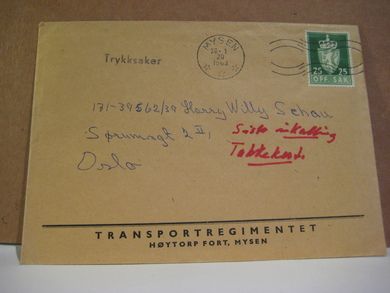 MYSEN
20
Trykksaker
25 25
OFF. SAK
171-39562/39 Harry Willy Schau
Sørumsgt 2 II,
Oslo
Siste innkalling
Takkekort
TRANSPORTREGIMENTET
HØYTORP FORT, MYSEN